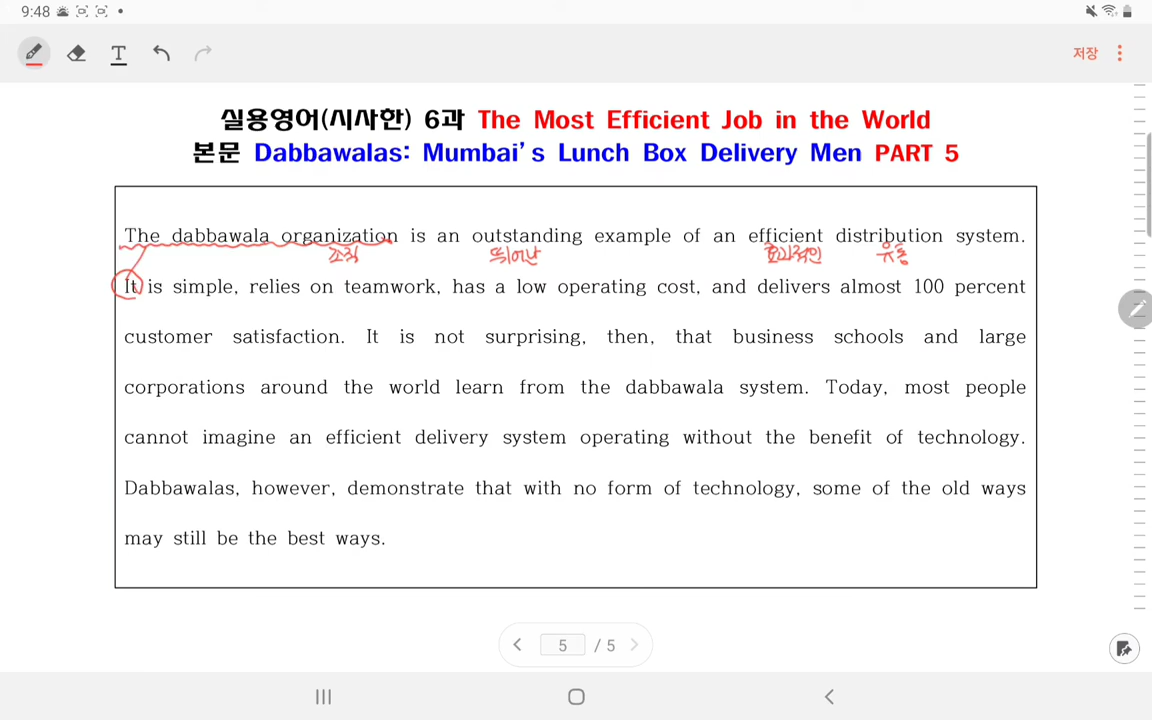 9:48
저장
실용영어(시사한) 6과 The Most Efficient Job in the World
본문 Dabbawalas: Mumbai's Lunch Box Delivery Men PART 5
The dabbawala organization is an outstanding example of an efficient distribution system.
조직 뛰어난 효과적인 유통
It is simple, relies on teamwork, has a low operating cost, and delivers almost 100 percent
customer satisfaction. It is not surprising, then, that business schools and large
corporations around the world learn from the dabbawala system. Today, most people
cannot imagine an efficient delivery system operating without the benefit of technology.
Dabbawalas, however, demonstrate that with no form of technology, some of the old ways
may still be the best ways.
5 / 5